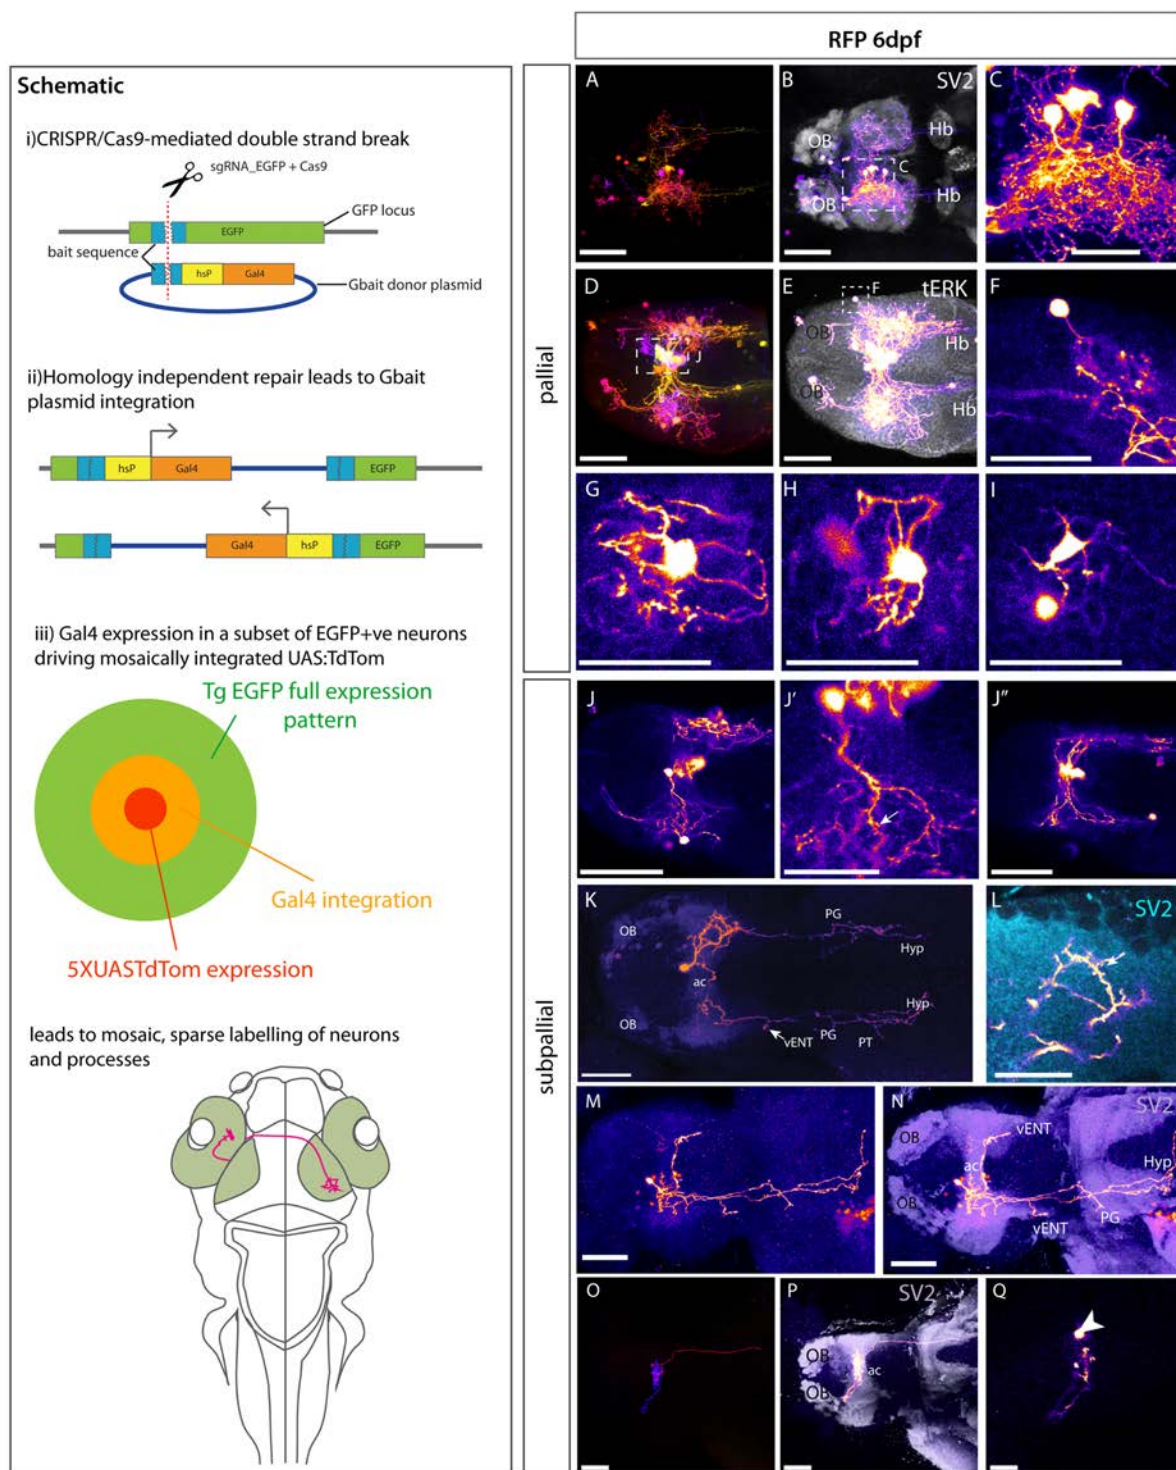 Schematic
i)CRISPR/Cas9-mediated double strand break
sgRNA_EGFP + Cas9
GFP locus
EGFP
bait sequence
hsP
Gal4
Gbait donor plasmid
ii)Homology independent repair leads to Gbait
plasmid integration
hsP
Gal4
EGFP
Gal4
hsP
EGFP
iii) Gal4 expression in a subset of EGFP+ve neurons
driving mosaically integrated UAS:TdTom
Tg EGFP full expression
pattern
Gal4 integration
5XUASTdTom expression
leads to mosaic, sparse labelling of neurons
and processes
RFP 6dpf
pallial
A
B
SV2
OB
OB
Hb
Hb
C
C
D
J
E
F
tERK
OB
OB
Hb
Hb
F
G
H
I
subpallial
J
J'
J''
K
OB
OB
ac
PG
Hyp
Hyp
vENT
PG
PT
L
SV2
M
N
SV2
OB
OB
ac
vENT
vENT
PG
Hyp
O
P
SV2
OB
OB
ac
Q